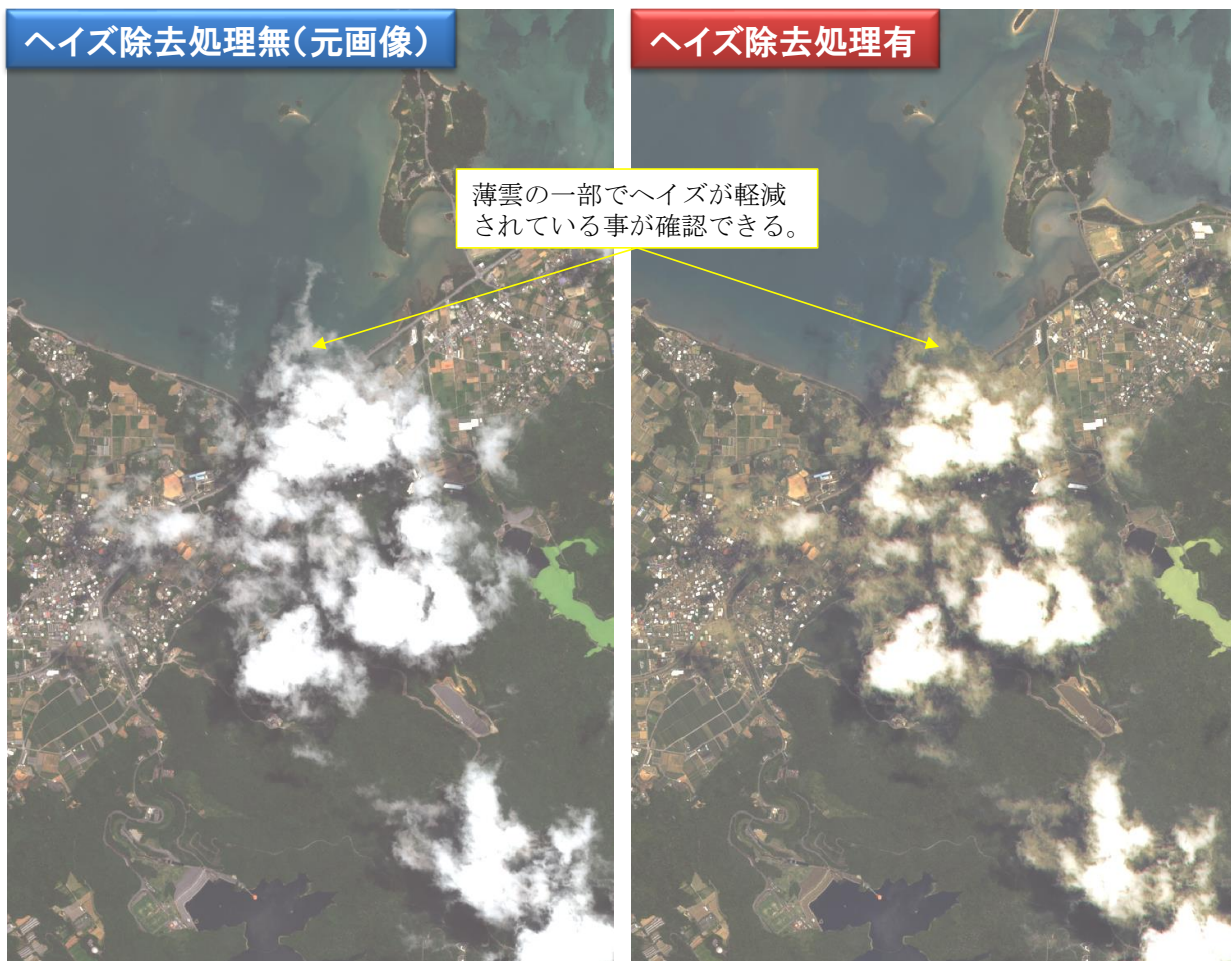 ヘイズ除去処理無(元画像)
ヘイズ除去処理有
薄雲の一部でヘイズが軽減
されている事が確認できる。